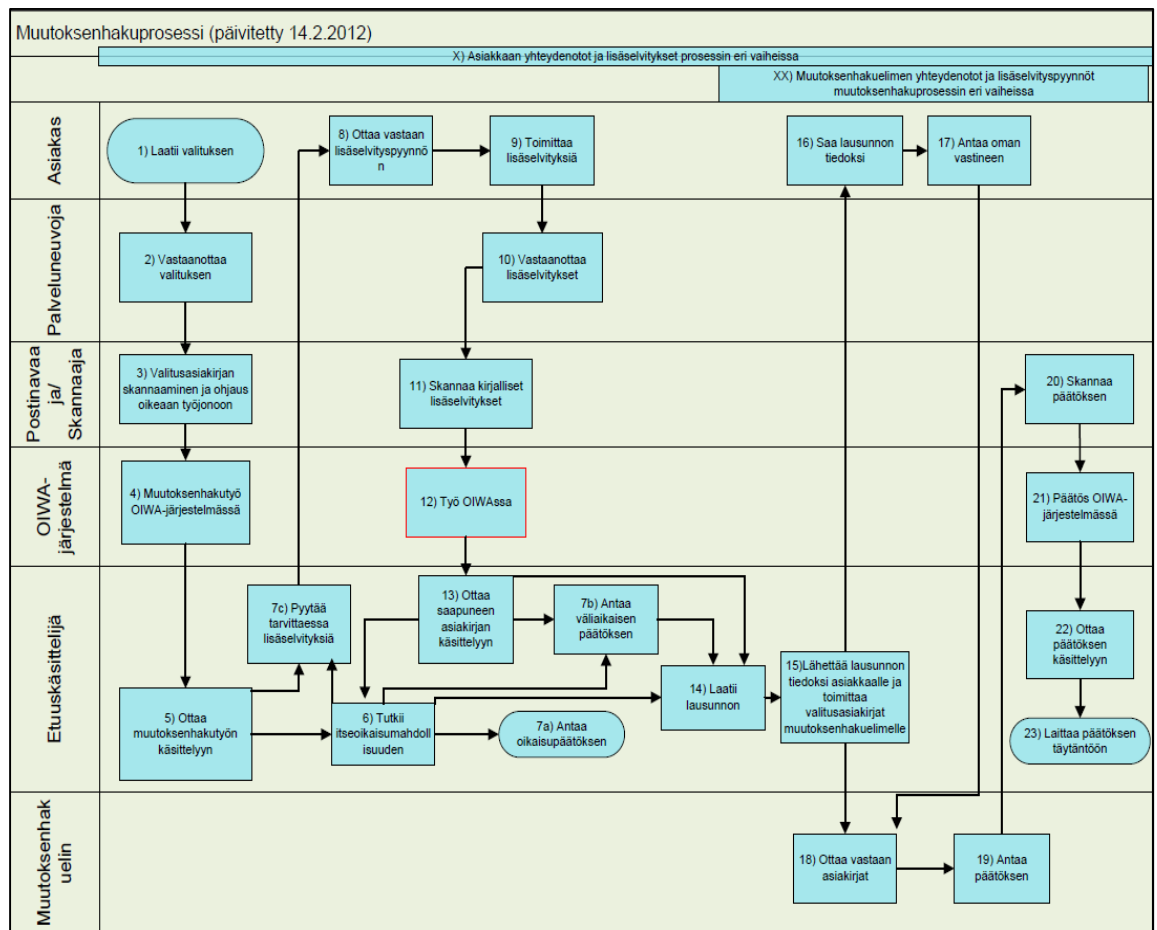 Muutoksenhakuprosessi (päivitetty 14.2.2012)
X) Asiakkaan yhteydenotot ja lisäselvitykset prosessin eri vaiheissa
XX) Muutoksenhakuelimen yhteydenotot ja lisäselvityspyynnöt
muutoksenhakuprosessin eri vaiheissa
Asiakas
1) Laatii valituksen
8) Ottaa vastaan
lisäselvityspyynnö
n
9) Toimittaa
lisäselvityksiä
16) Saa lausunnon
tiedoksi
17) Antaa oman
vastineen
Palveluneuvoja
2) Vastaanottaa
valituksen
10) Vastaanottaa
lisäselvitykset
Postinavaa
ja/
Skannaaja
3) Valitusasiakirjan
skannaaminen ja ohjaus
oikeaan työjonoon
11) Skannaa kirjalliset
lisäselvitykset
20) Skannaa
päätöksen
OIWA-
järjestelmä
4) Muutoksenhakutyö
OIWA-järjestelmässä
12) Työ OIWAssa
21) Päätös OIWA-
järjestelmässä
Etuuskäsittelijä
7c) Pyytää
tarvittaessa
lisäselvityksiä
13) Ottaa
saapuneen
asiakirjan
käsittelyyn
7b) Antaa
väliaikaisen
päätöksen
22) Ottaa
päätöksen
käsittelyyn
5) Ottaa
muutoksenhakutyön
käsittelyyn
6) Tutkii
itseoikaisumahdoll
isuuden
7a) Antaa
oikaisupäätöksen
14) Laatii
lausunnon
15)Lähettää lausunnon
tiedoksi asiakkaalle ja
toimittaa
valitusasiakirjat
muutoksenhakuelimelle
23) Laittaa päätöksen
täytäntöön
Muutoksenhak
uelin
18) Ottaa vastaan
asiakirjat
19) Antaa
päätöksen